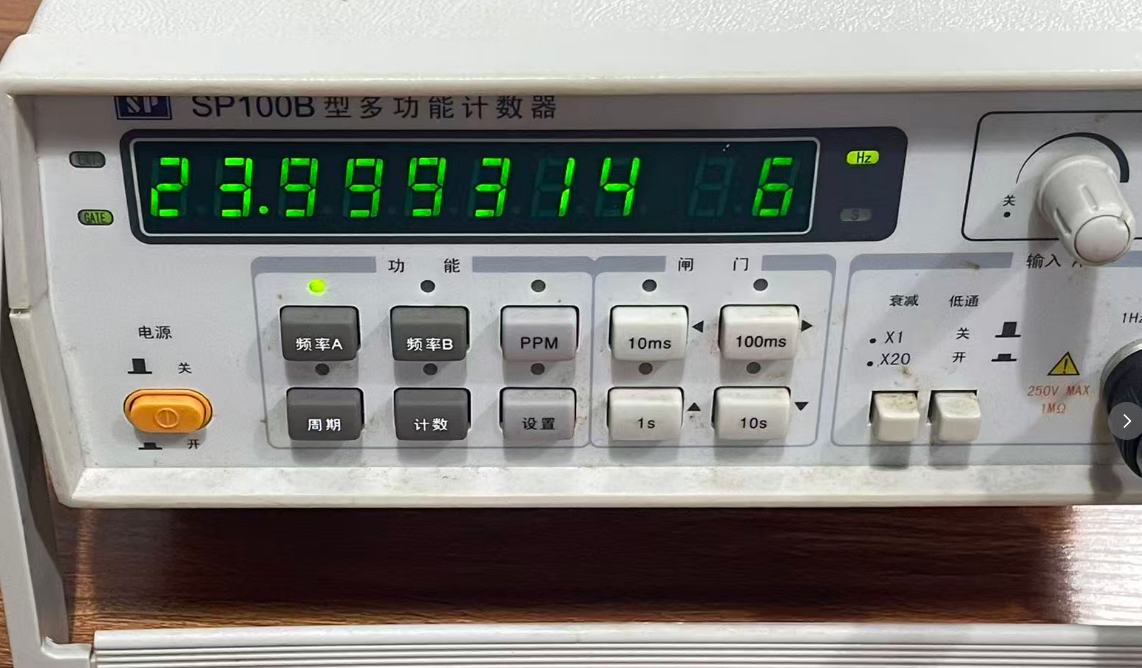 SP SP100B型多功能计数器
EXT
23.999314 6
Hz
GATE
S
关
功能
闸门
输入
电源
关
开
频率A
频率B
PPM
10ms
100ms
周期
计数
设置
1s
10s
衰减
低通
X1
关
X20
开
1Hz
250V MAX
1MΩ